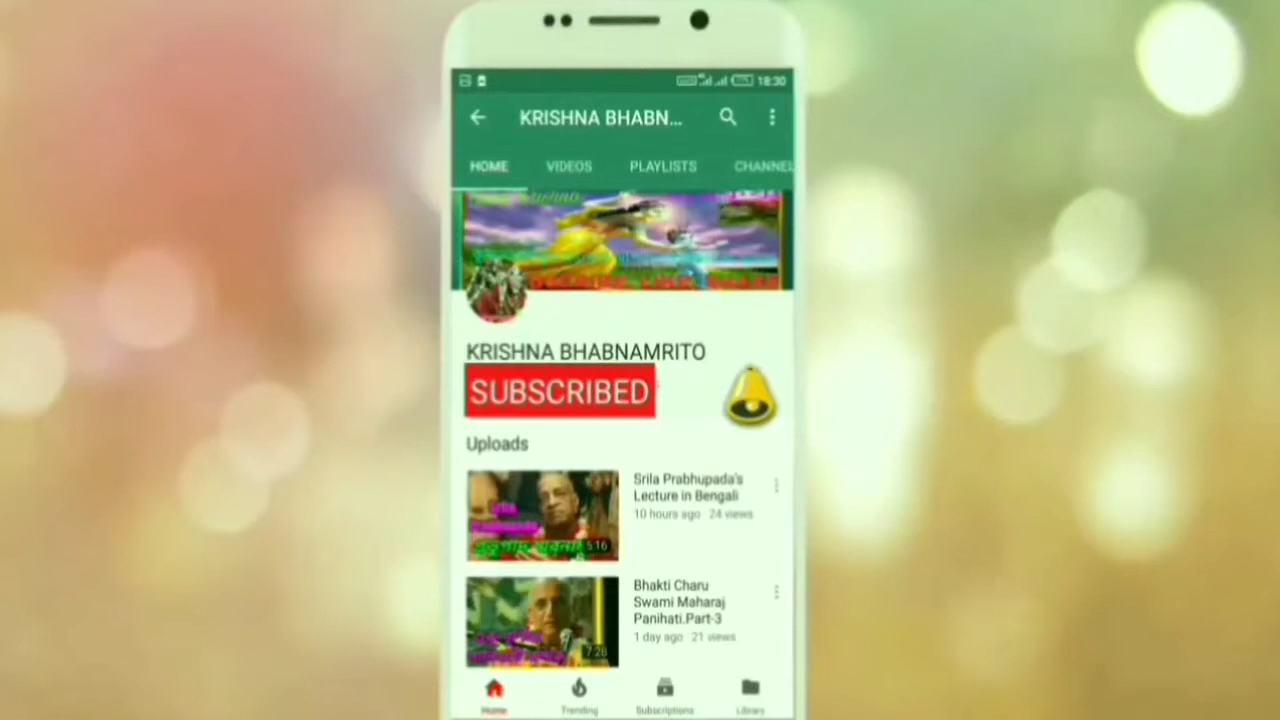 18:30
KRISHNA BHABN...
HOME VIDEOS PLAYLISTS CHANNEL
KRISHNA BHABNAMRITO
SUBSCRIBED
Uploads
Srila Prabhupada's
Lecture in Bengali
10 hours ago · 24 views
5:16
Bhakti Charu
Swami Maharaj
Panihati.Part-3
1 day ago · 21 views
7:28
Home Trending Subscriptions Library